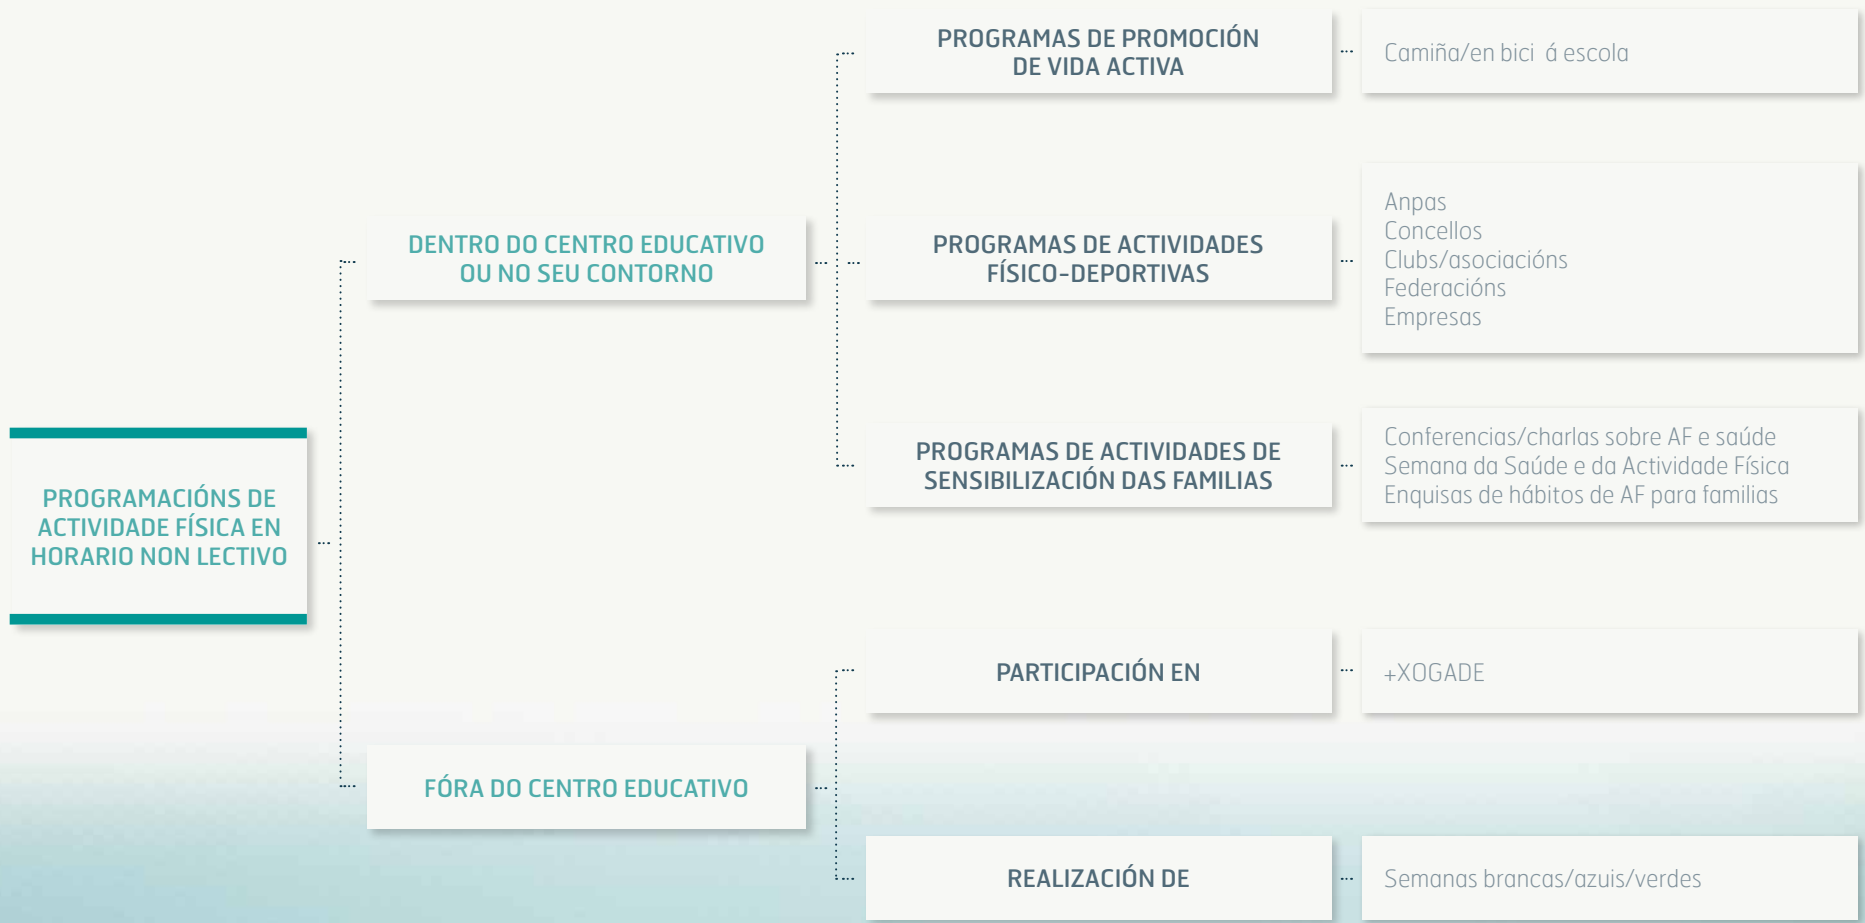 PROGRAMACIÓNS DE
ACTIVIDADE FÍSICA EN
HORARIO NON LECTIVO
DENTRO DO CENTRO EDUCATIVO
OU NO SEU CONTORNO
PROGRAMAS DE PROMOCIÓN
DE VIDA ACTIVA
Camiña/en bici á escola
PROGRAMAS DE ACTIVIDADES
FÍSICO-DEPORTIVAS
Anpas
Concellos
Clubs/asociacións
Federacións
Empresas
PROGRAMAS DE ACTIVIDADES DE
SENSIBILIZACIÓN DAS FAMILIAS
Conferencias/charlas sobre AF e saúde
Semana da Saúde e da Actividade Física
Enquisas de hábitos de AF para familias
FÓRA DO CENTRO EDUCATIVO
PARTICIPACIÓN EN
+XOGADE
REALIZACIÓN DE
Semanas brancas/azuis/verdes